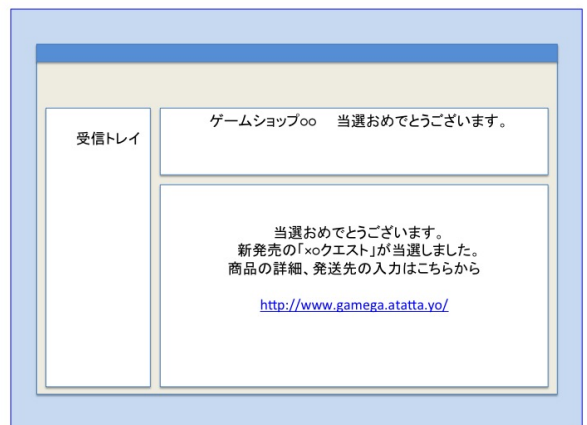 受信トレイ
ゲームショップoo　当選おめでとうございます。
当選おめでとうございます。
新発売の「×oクエスト」が当選しました。
商品の詳細、発送先の入力はこちらから
http://www.gamega.atatta.yo/